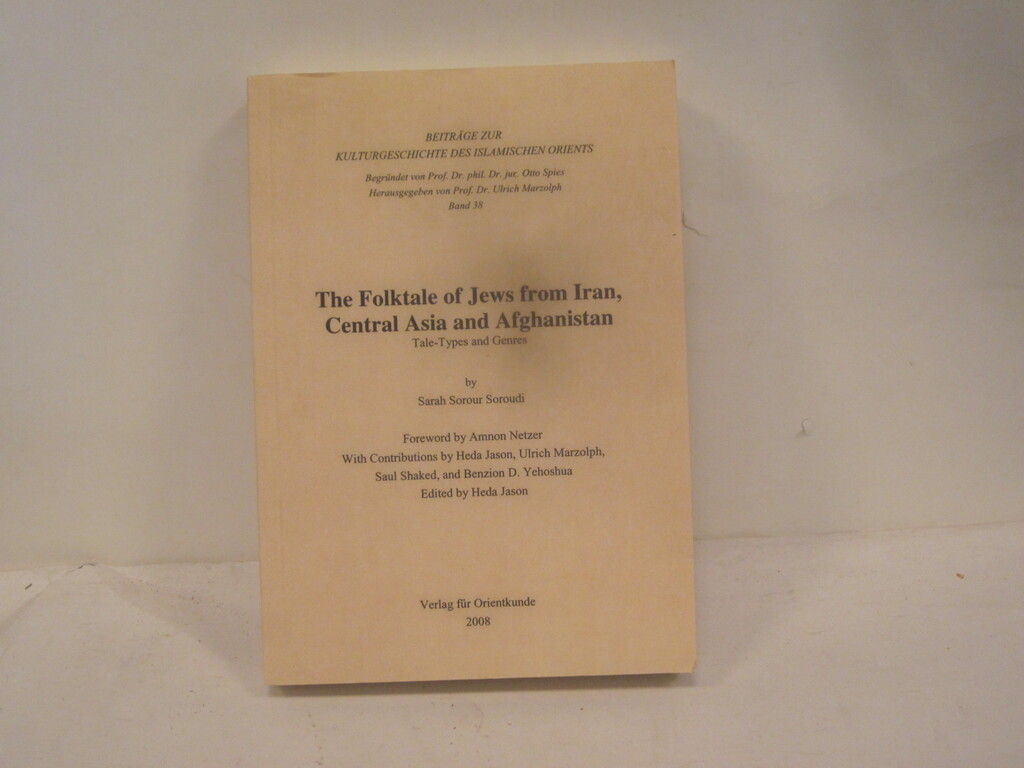 BEITRÄGE ZUR
KULTURGESCHICHTE DES ISLAMISCHEN ORIENTS
Begründet von Prof. Dr. phil. Dr. jur. Otto Spies
Herausgegeben von Prof. Dr. Ulrich Marzolph
Band 38
The Folktale of Jews from Iran,
Central Asia and Afghanistan
Tale-Types and Genres
by
Sarah Sorour Soroudi
Foreword by Amnon Netzer
With Contributions by Heda Jason, Ulrich Marzolph,
Saul Shaked, and Benzion D. Yehoshua
Edited by Heda Jason
Verlag für Orientkunde
2008